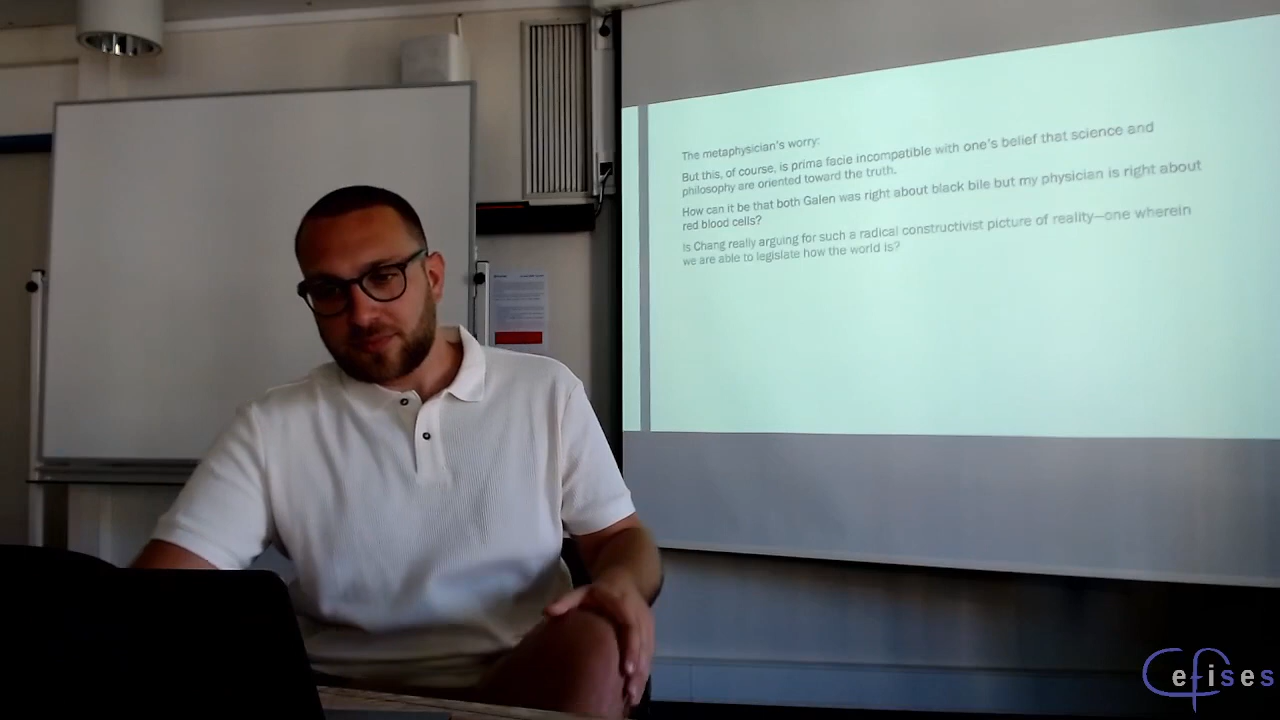 The metaphysician's worry:
But this, of course, is prima facie incompatible with one's belief that science and
philosophy are oriented toward the truth.
How can it be that both Galen was right about black bile but my physician is right about
red blood cells?
Is Chang really arguing for such a radical constructivist picture of reality—one wherein
we are able to legislate how the world is?
Cefises